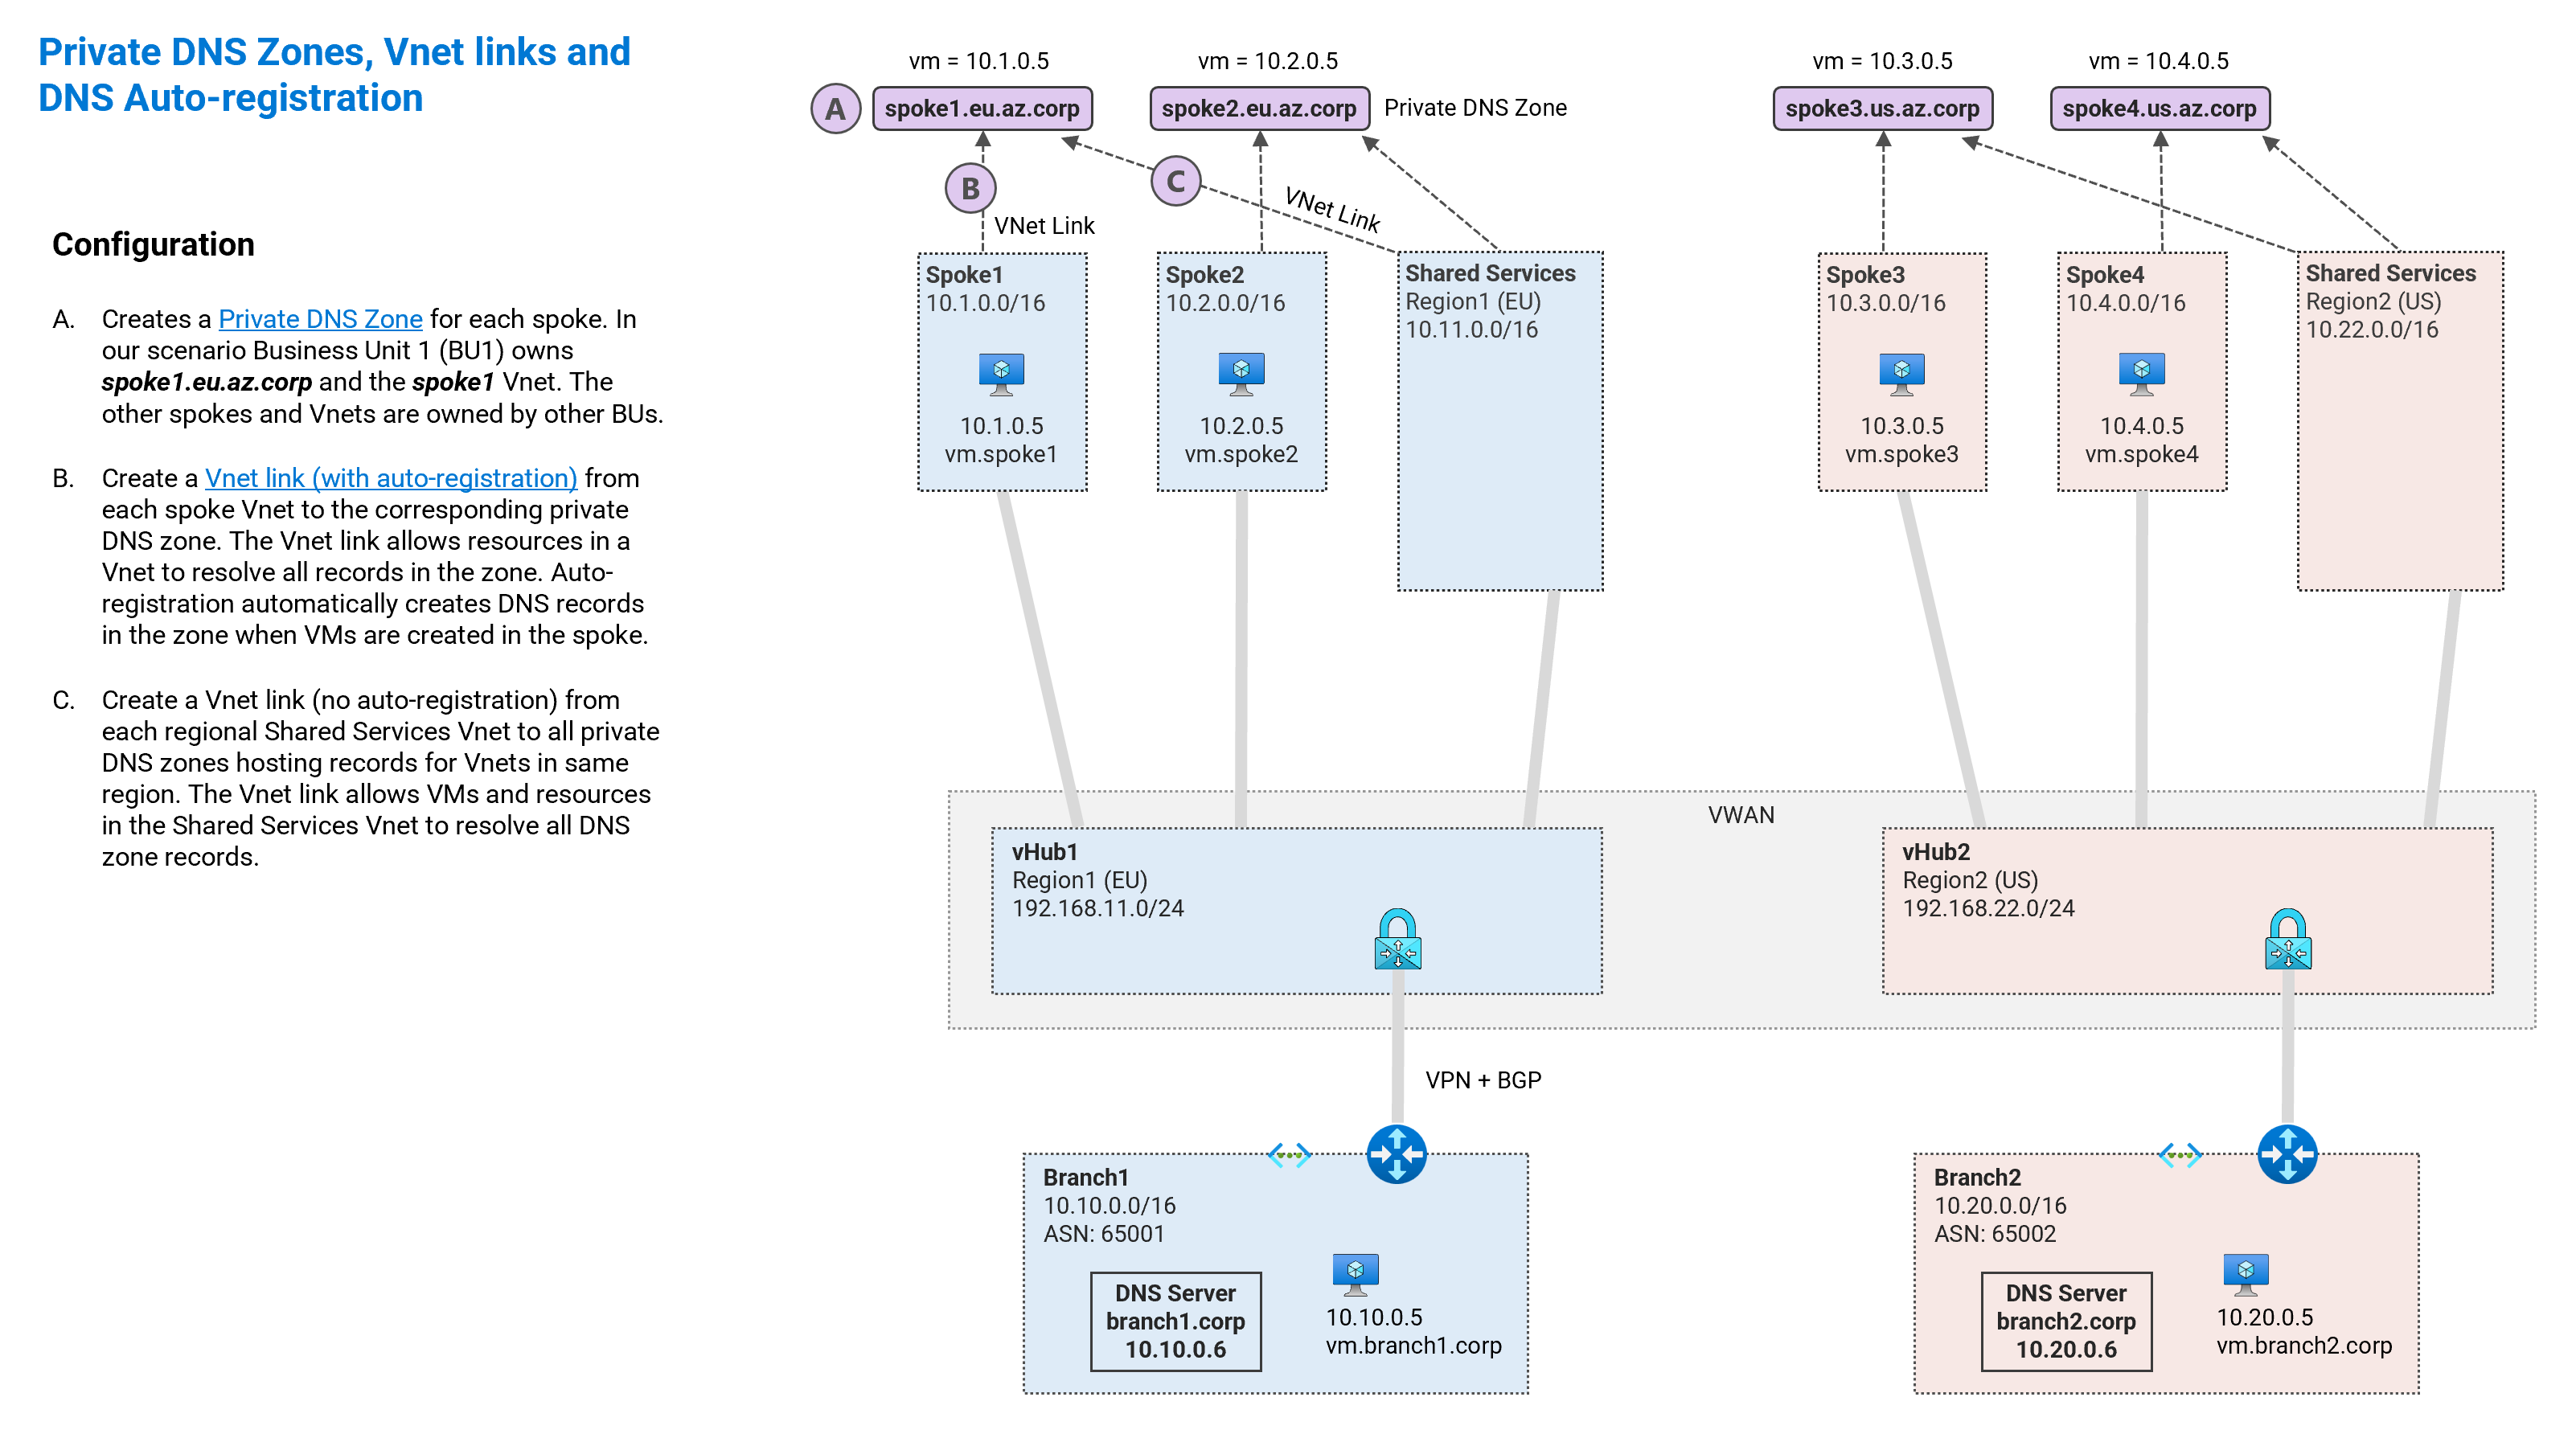 Private DNS Zones, Vnet links and
DNS Auto-registration
Configuration
A. Creates a Private DNS Zone for each spoke. In
our scenario Business Unit 1 (BU1) owns
spoke1.eu.az.corp and the spoke1 Vnet. The
other spokes and Vnets are owned by other BUs.
B. Create a Vnet link (with auto-registration) from
each spoke Vnet to the corresponding private
DNS zone. The Vnet link allows resources in a
Vnet to resolve all records in the zone. Auto-
registration automatically creates DNS records
in the zone when VMs are created in the spoke.
C. Create a Vnet link (no auto-registration) from
each regional Shared Services Vnet to all private
DNS zones hosting records for Vnets in same
region. The Vnet link allows VMs and resources
in the Shared Services Vnet to resolve all DNS
zone records.
vm = 10.1.0.5
vm = 10.2.0.5
vm = 10.3.0.5
vm = 10.4.0.5
A
spoke1.eu.az.corp
spoke2.eu.az.corp
Private DNS Zone
spoke3.us.az.corp
spoke4.us.az.corp
B
C
VNet Link
VNet Link
Spoke1
10.1.0.0/16
10.1.0.5
vm.spoke1
Spoke2
10.2.0.0/16
10.2.0.5
vm.spoke2
Shared Services
Region1 (EU)
10.11.0.0/16
Spoke3
10.3.0.0/16
10.3.0.5
vm.spoke3
Spoke4
10.4.0.0/16
10.4.0.5
vm.spoke4
Shared Services
Region2 (US)
10.22.0.0/16
VWAN
vHub1
Region1 (EU)
192.168.11.0/24
vHub2
Region2 (US)
192.168.22.0/24
VPN + BGP
Branch1
10.10.0.0/16
ASN: 65001
DNS Server
branch1.corp
10.10.0.6
10.10.0.5
vm.branch1.corp
Branch2
10.20.0.0/16
ASN: 65002
DNS Server
branch2.corp
10.20.0.6
10.20.0.5
vm.branch2.corp